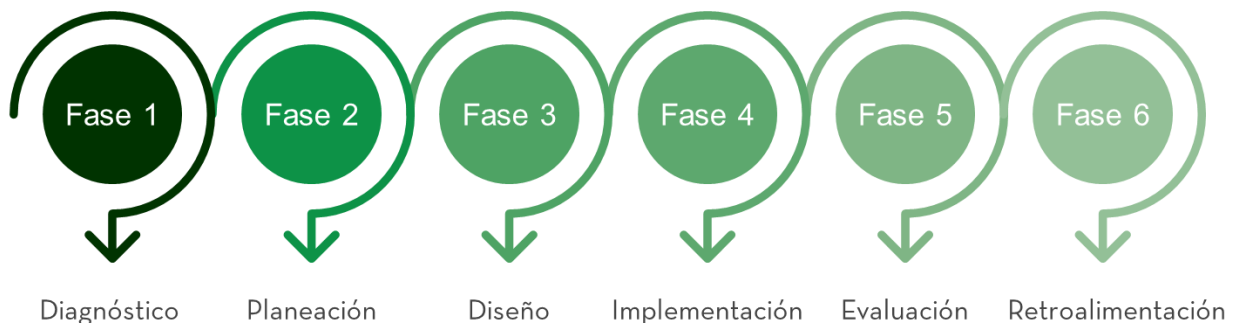 Fase 1 Fase 2 Fase 3 Fase 4 Fase 5 Fase 6
Diagnóstico Planeación Diseño Implementación Evaluación Retroalimentación